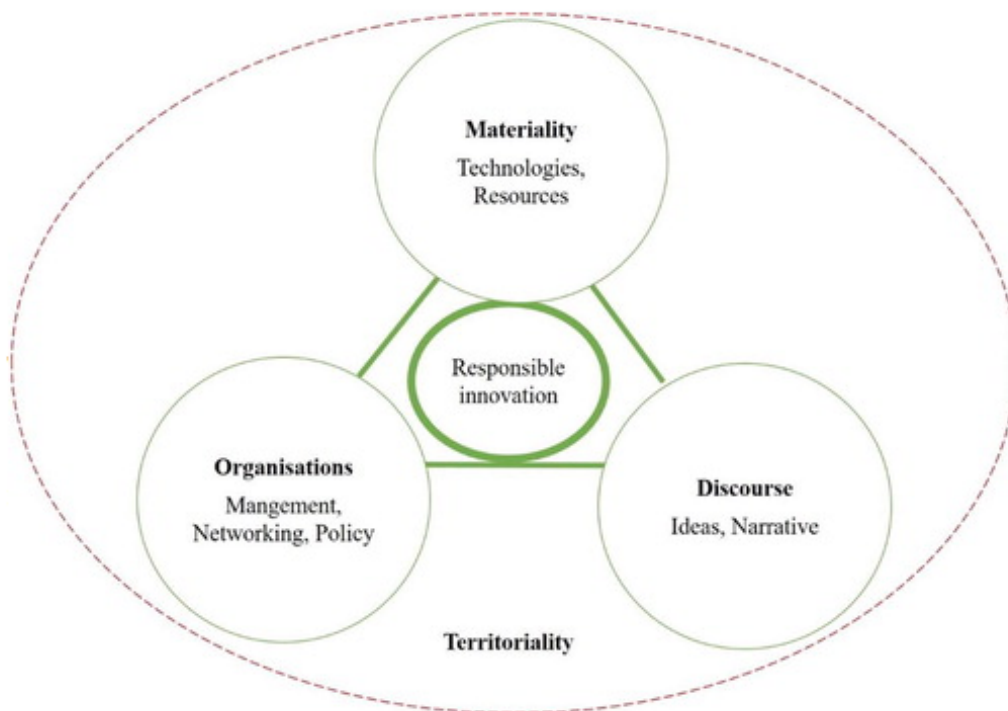 Materiality
Technologies,
Resources
Responsible
innovation
Organisations
Mangement,
Networking, Policy
Discourse
Ideas, Narrative
Territoriality